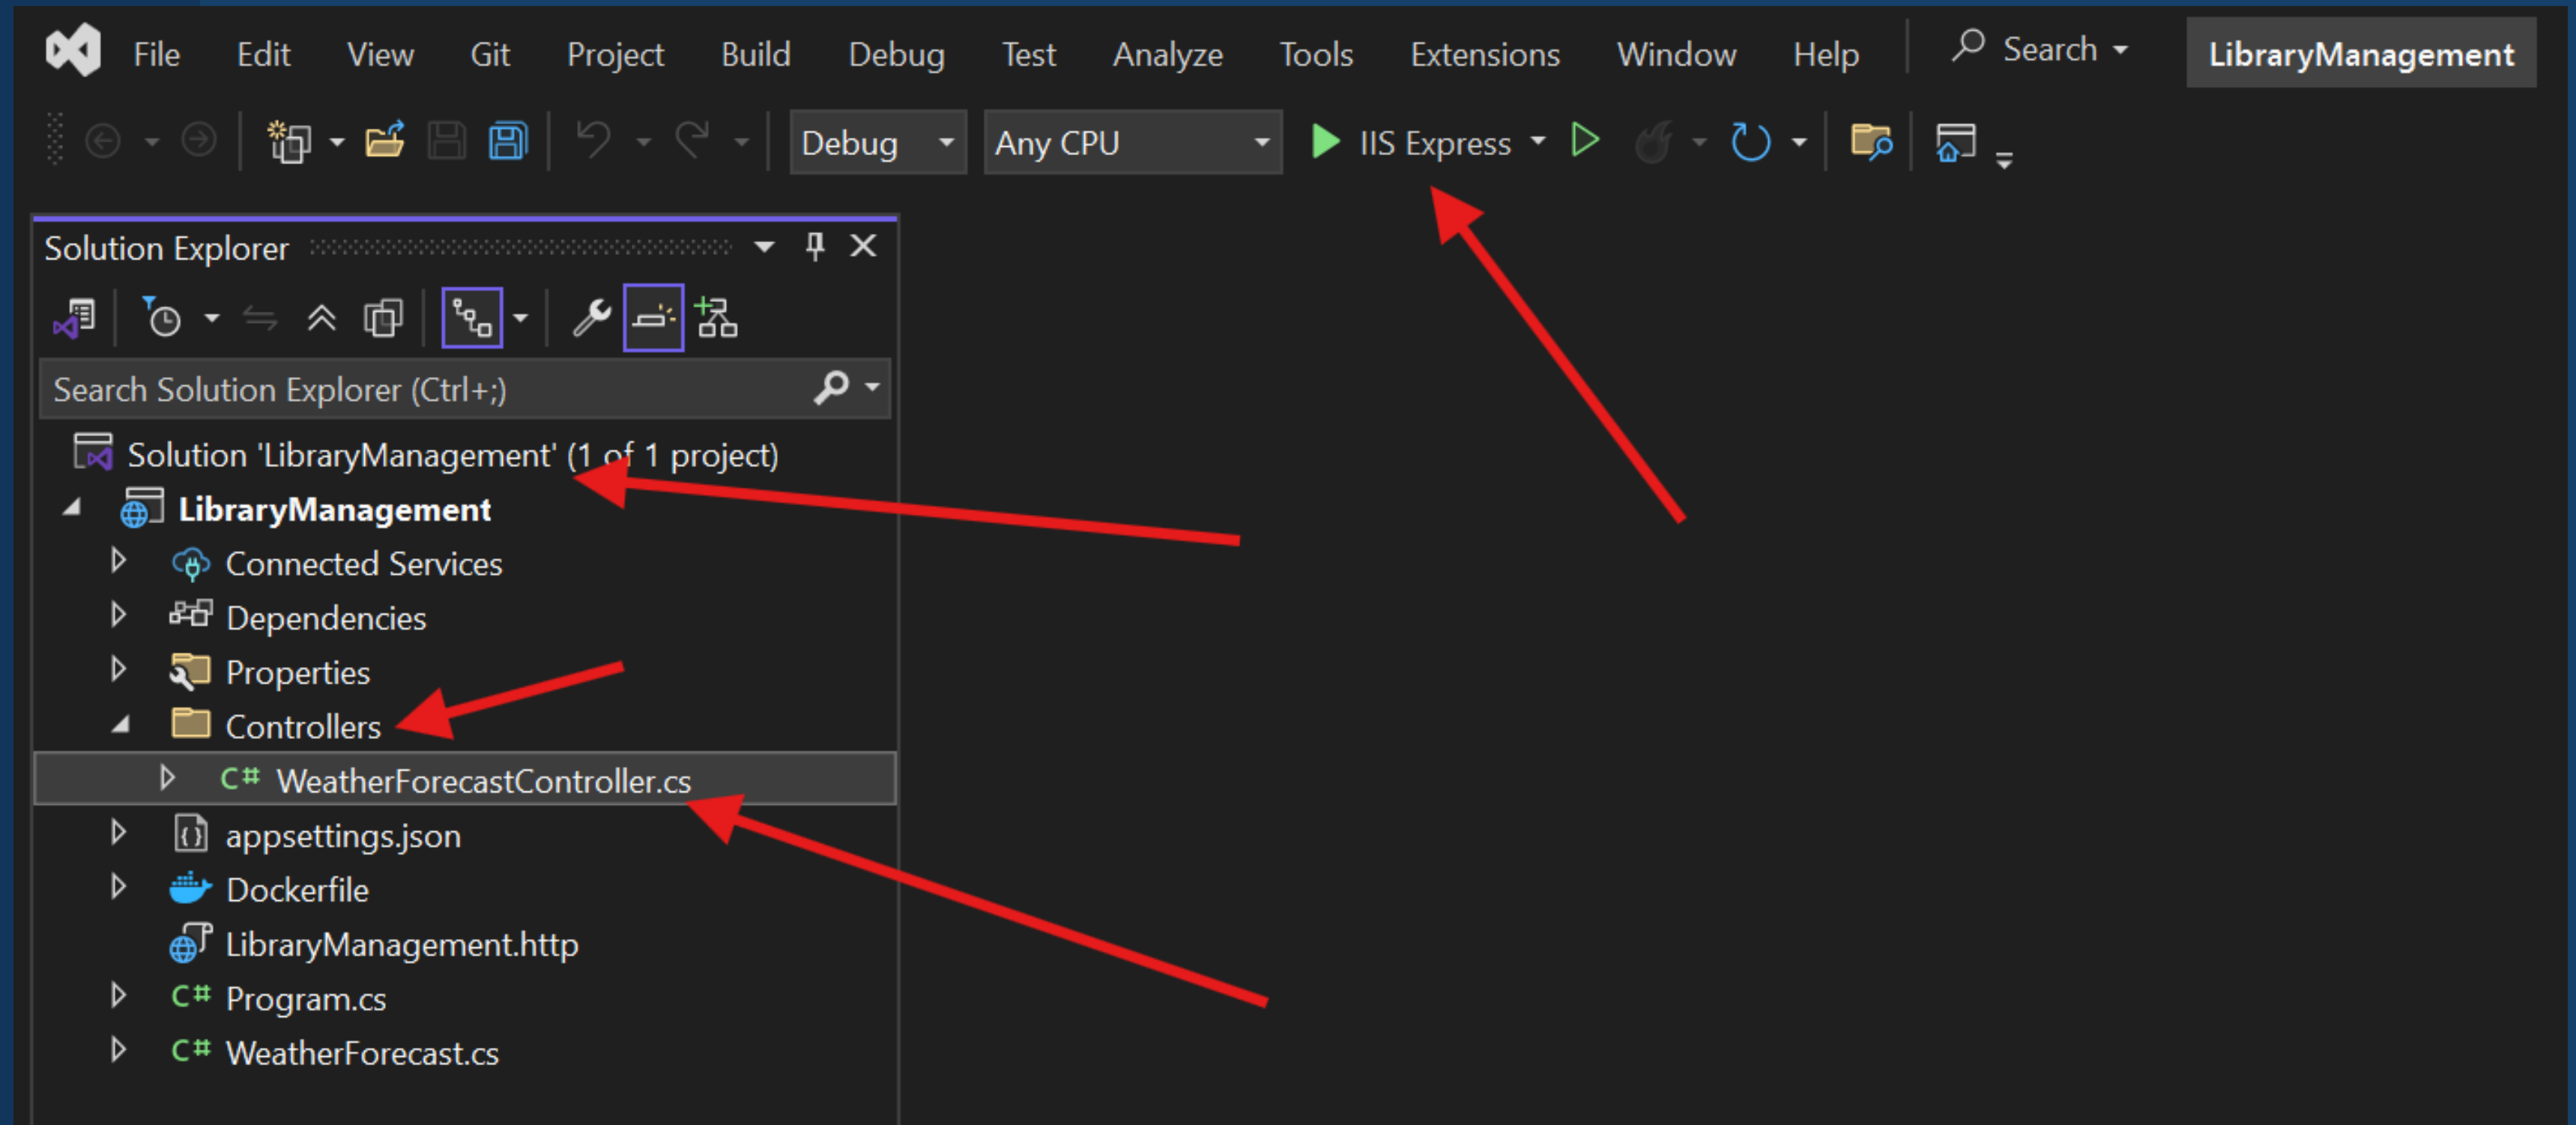 File Edit View Git Project Build Debug Test Analyze Tools Extensions Window Help Search LibraryManagement
Debug Any CPU IIS Express
Solution Explorer
Search Solution Explorer (Ctrl+;)
Solution 'LibraryManagement' (1 of 1 project)
LibraryManagement
Connected Services
Dependencies
Properties
Controllers
C# WeatherForecastController.cs
appsettings.json
Dockerfile
LibraryManagement.http
C# Program.cs
C# WeatherForecast.cs